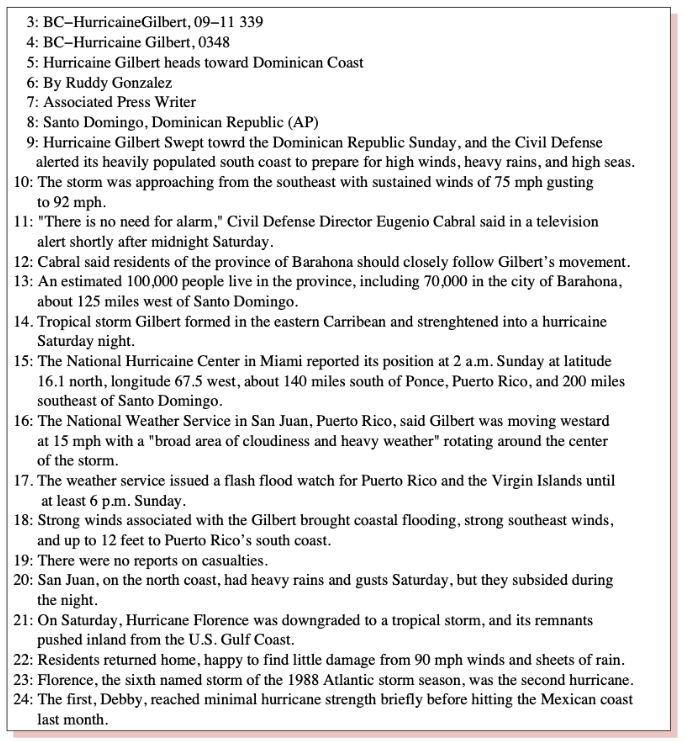 3: BC−HurricaineGilbert, 09−11 339
4: BC−Hurricaine Gilbert, 0348
5: Hurricaine Gilbert heads toward Dominican Coast
6: By Ruddy Gonzalez
7: Associated Press Writer
8: Santo Domingo, Dominican Republic (AP)
9: Hurricaine Gilbert Swept towrd the Dominican Republic Sunday, and the Civil Defense
alerted its heavily populated south coast to prepare for high winds, heavy rains, and high seas.
10: The storm was approaching from the southeast with sustained winds of 75 mph gusting
to 92 mph.
11: "There is no need for alarm," Civil Defense Director Eugenio Cabral said in a television
alert shortly after midnight Saturday.
12: Cabral said residents of the province of Barahona should closely follow Gilbert’s movement.
13: An estimated 100,000 people live in the province, including 70,000 in the city of Barahona,
about 125 miles west of Santo Domingo.
14. Tropical storm Gilbert formed in the eastern Carribean and strenghtened into a hurricaine
Saturday night.
15: The National Hurricaine Center in Miami reported its position at 2 a.m. Sunday at latitude
16.1 north, longitude 67.5 west, about 140 miles south of Ponce, Puerto Rico, and 200 miles
southeast of Santo Domingo.
16: The National Weather Service in San Juan, Puerto Rico, said Gilbert was moving westard
at 15 mph with a "broad area of cloudiness and heavy weather" rotating around the center
of the storm.
17. The weather service issued a flash flood watch for Puerto Rico and the Virgin Islands until
at least 6 p.m. Sunday.
18: Strong winds associated with the Gilbert brought coastal flooding, strong southeast winds,
and up to 12 feet to Puerto Rico’s south coast.
19: There were no reports on casualties.
20: San Juan, on the north coast, had heavy rains and gusts Saturday, but they subsided during
the night.
21: On Saturday, Hurricane Florence was downgraded to a tropical storm, and its remnants
pushed inland from the U.S. Gulf Coast.
22: Residents returned home, happy to find little damage from 90 mph winds and sheets of rain.
23: Florence, the sixth named storm of the 1988 Atlantic storm season, was the second hurricane.
24: The first, Debby, reached minimal hurricane strength briefly before hitting the Mexican coast
last month.